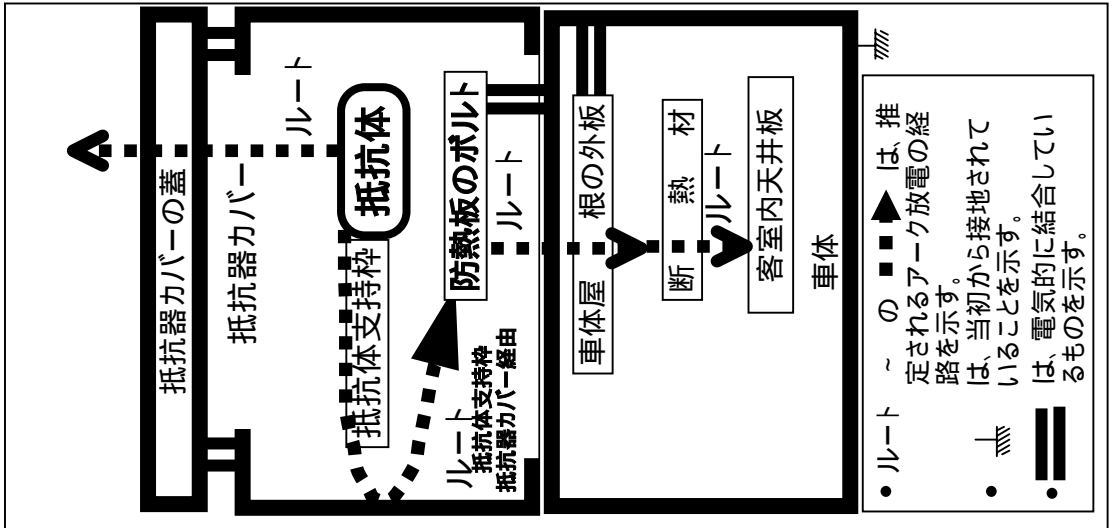 抵抗器カバーの蓋
抵抗器カバー
ルート
抵抗体
抵抗体支持枠
防熱板のボルト
ルート
抵抗体支持枠
抵抗器カバー経由
ルート
車体屋根の外板
断熱材
ルート
客室内天井板
車体
• ルート ~ の は、推
定されるアーク放電の経
路を示す。
• は、当初から接地されて
いることを示す。
• は、電気的に結合してい
るものを示す。